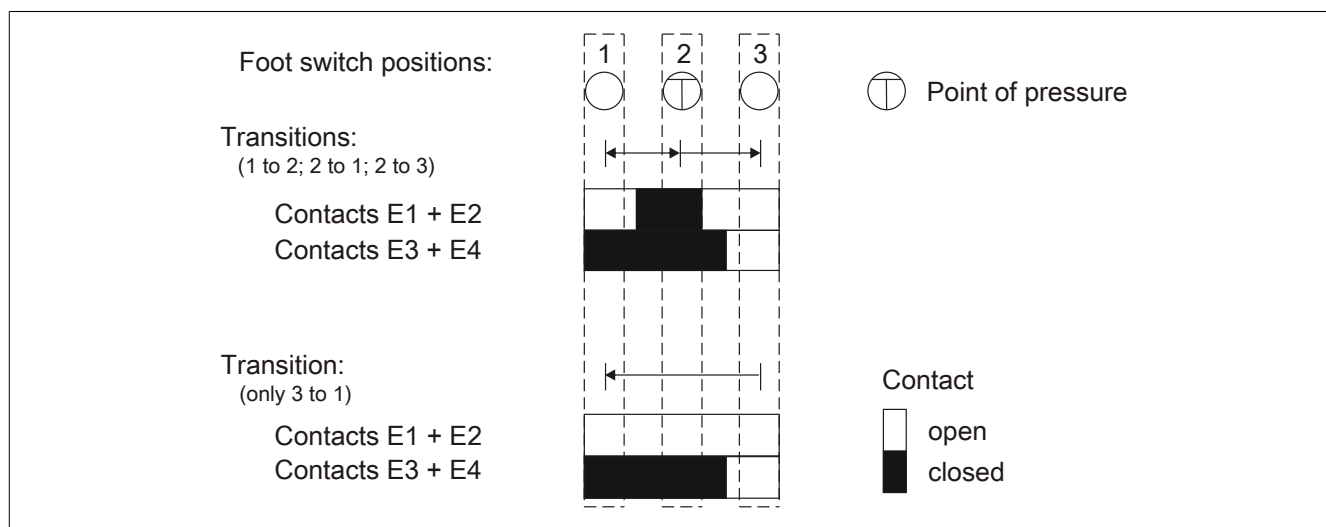 Foot switch positions:
1 2 3
Point of pressure
Transitions:
(1 to 2; 2 to 1; 2 to 3)
Contacts E1 + E2
Contacts E3 + E4
Transition:
(only 3 to 1)
Contacts E1 + E2
Contacts E3 + E4
Contact
open
closed